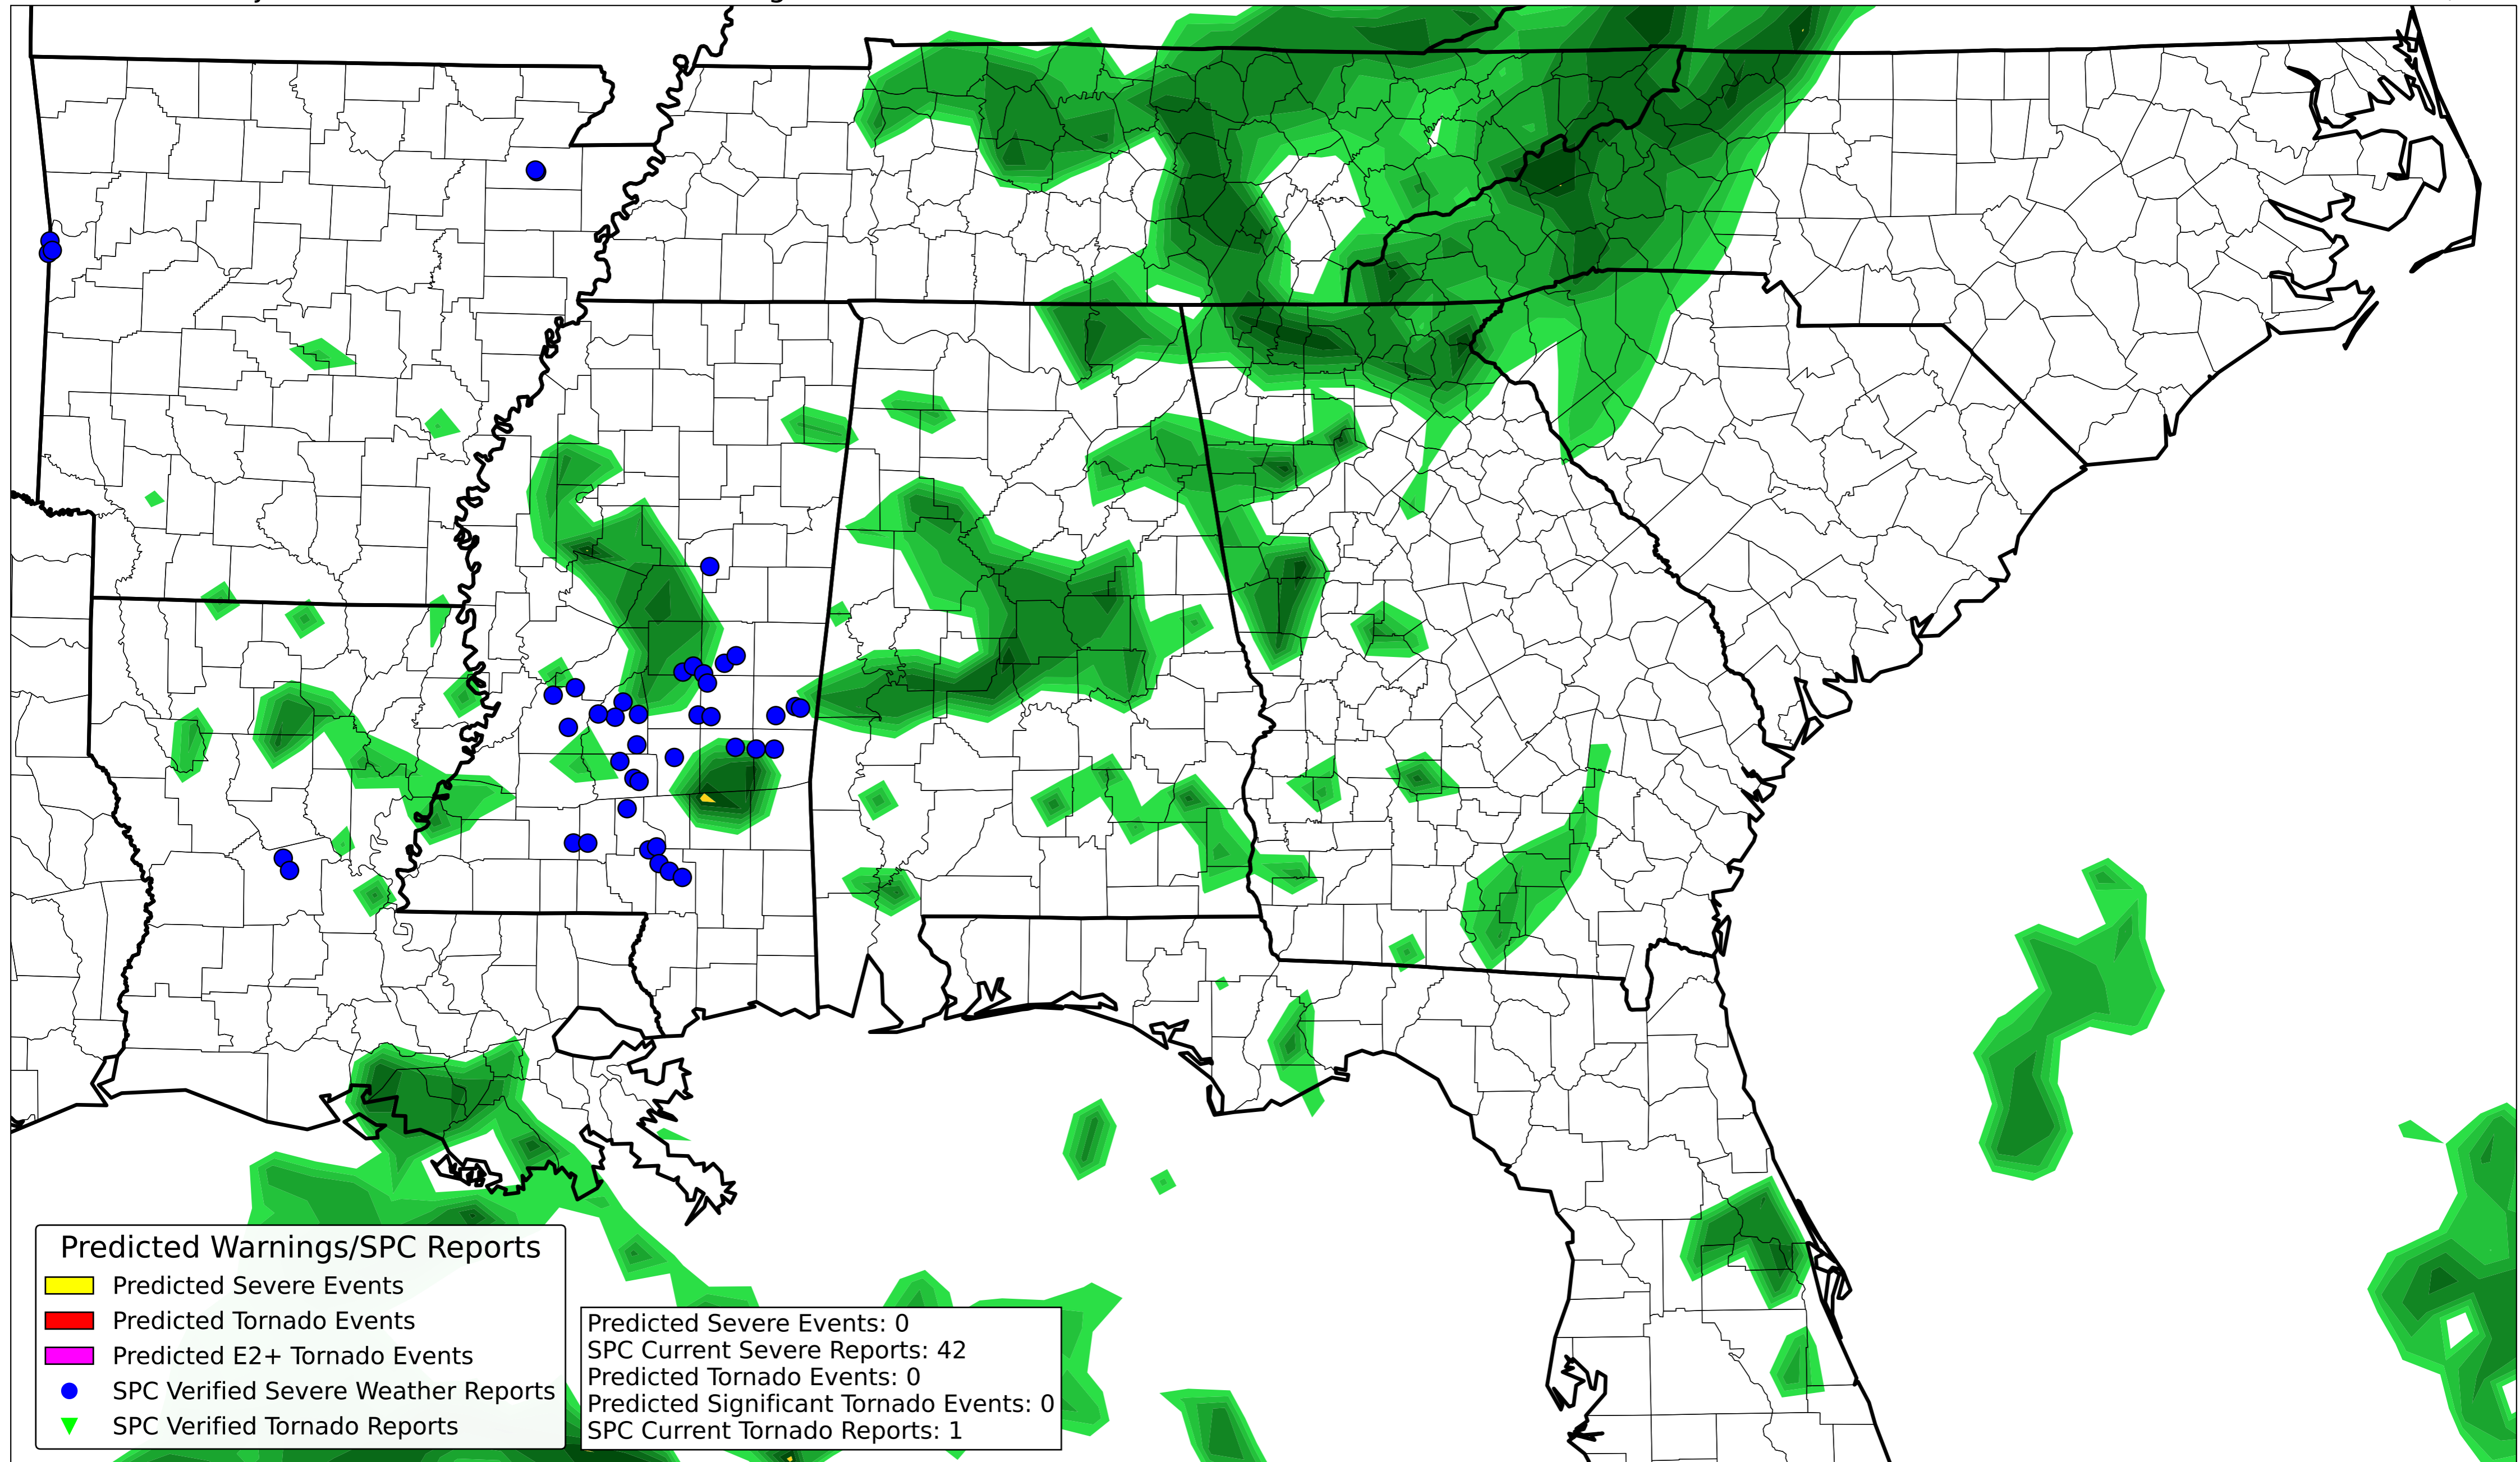 Predicted Warnings/SPC Reports
Predicted Severe Events
Predicted Tornado Events
Predicted E2+ Tornado Events
SPC Verified Severe Weather Reports
SPC Verified Tornado Reports
Predicted Severe Events: 0
SPC Current Severe Reports: 42
Predicted Tornado Events: 0
Predicted Significant Tornado Events: 0
SPC Current Tornado Reports: 1